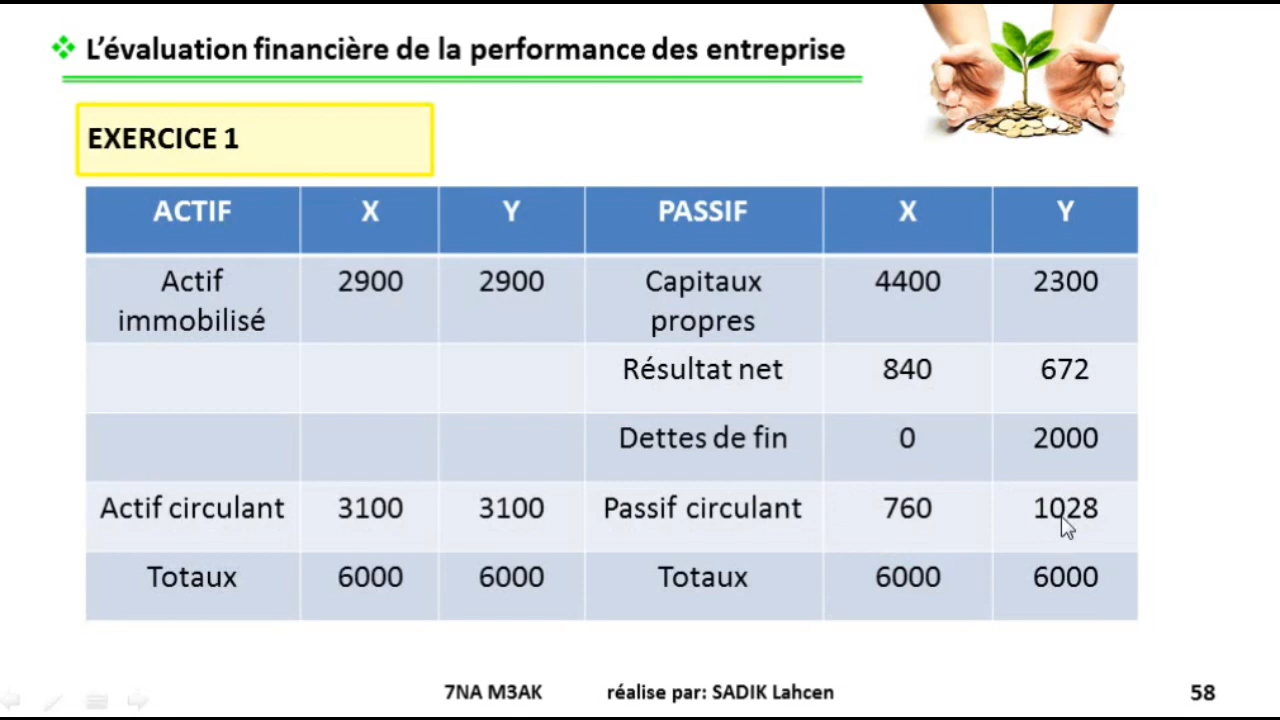 L'évaluation financière de la performance des entreprise
EXERCICE 1
ACTIF X Y PASSIF X Y
Actif immobilisé 2900 2900 Capitaux propres 4400 2300
Résultat net 840 672
Dettes de fin 0 2000
Actif circulant 3100 3100 Passif circulant 760 1028
Totaux 6000 6000 Totaux 6000 6000
7NA M3AK réalise par: SADIK Lahcen 58